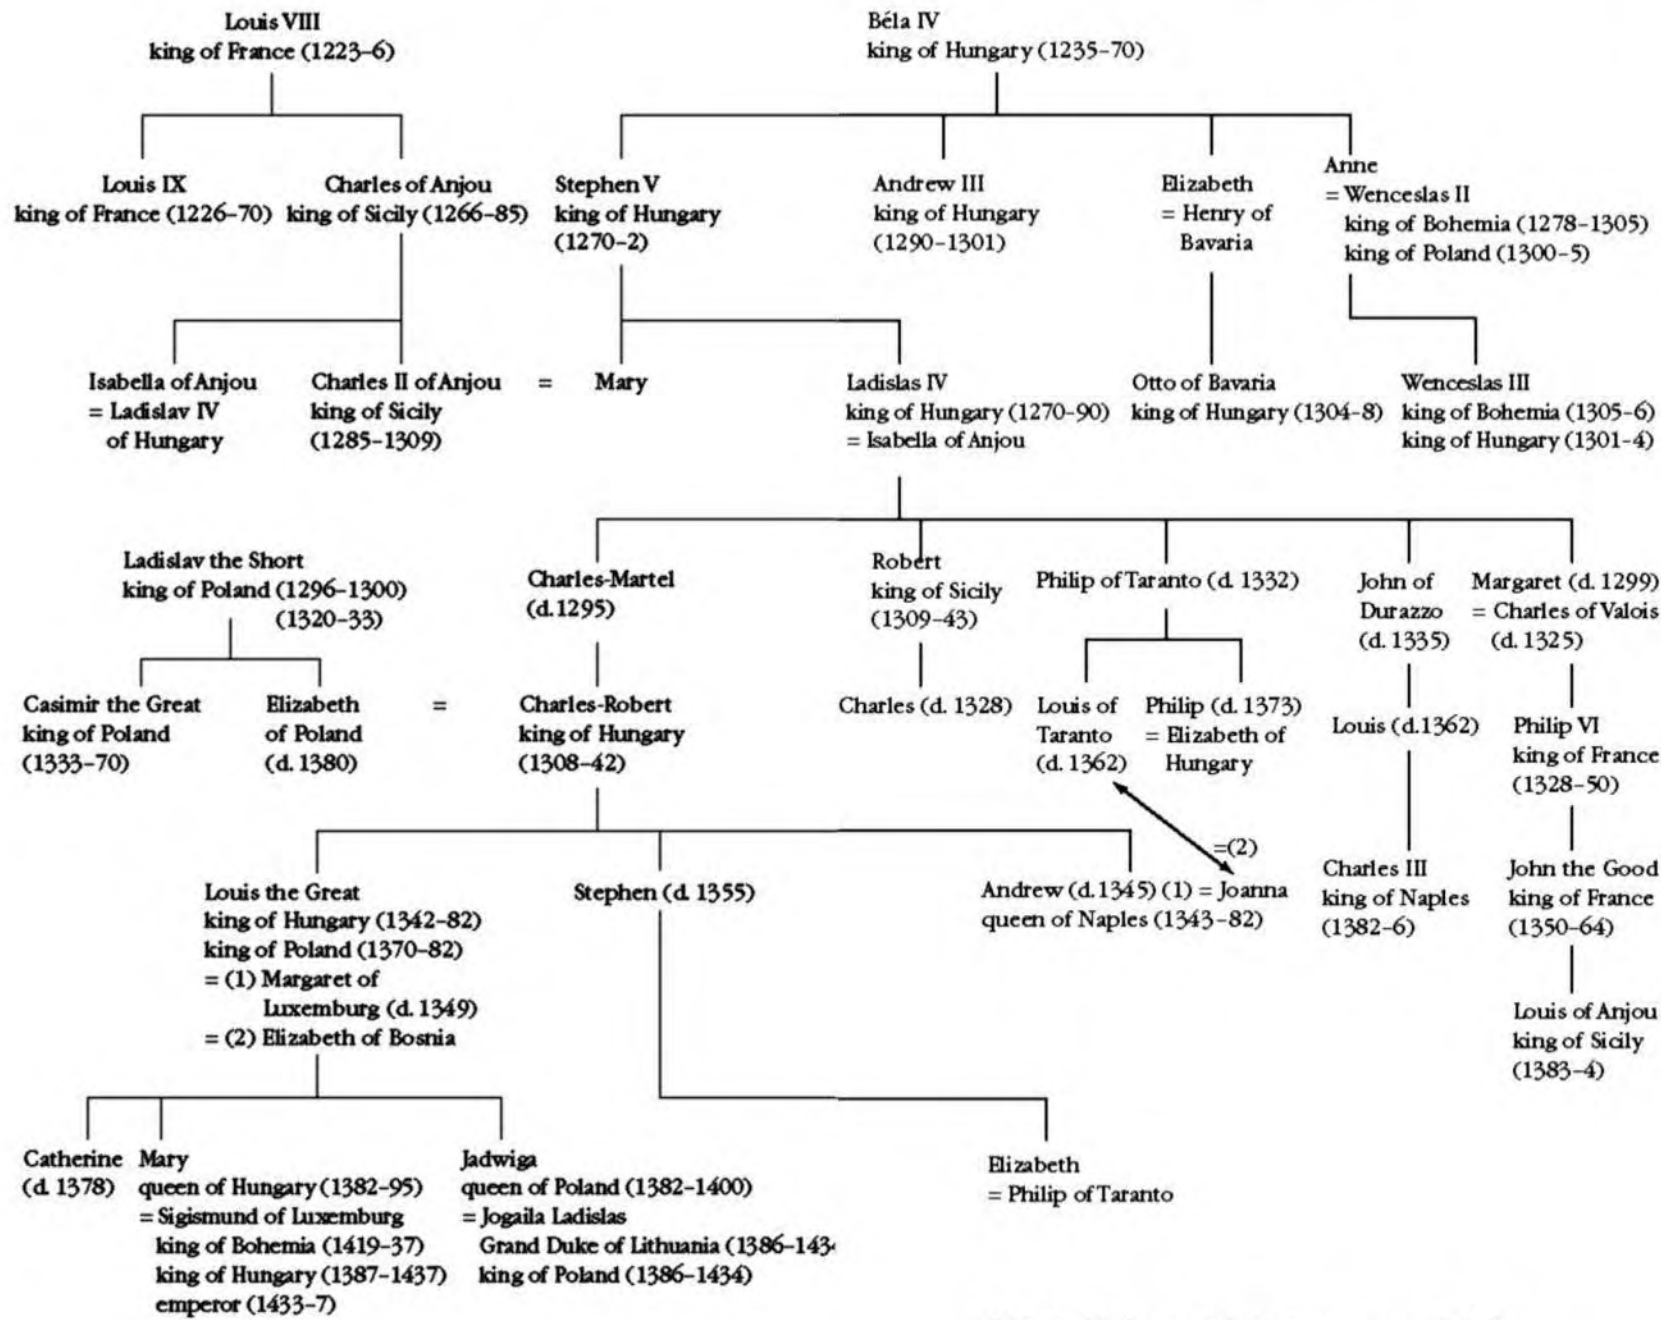 Louis VIII
king of France (1223–6)
Béla IV
king of Hungary (1235–70)
Louis IX
king of France (1226–70)
Charles of Anjou
king of Sicily (1266–85)
Stephen V
king of Hungary
(1270–2)
Andrew III
king of Hungary
(1290–1301)
Elizabeth
= Henry of
Bavaria
Anne
= Wenceslas II
king of Bohemia (1278–1305)
king of Poland (1300–5)
Isabella of Anjou
= Ladislav IV
of Hungary
Charles II of Anjou
king of Sicily
(1285–1309)
=
Mary
Ladislas IV
king of Hungary (1270–90)
= Isabella of Anjou
Otto of Bavaria
king of Hungary (1304–8)
Wenceslas III
king of Bohemia (1305–6)
king of Hungary (1301–4)
Ladislav the Short
king of Poland (1296–1300)
(1320–33)
Charles-Martel
(d.1295)
Robert
king of Sicily
(1309–43)
Philip of Taranto (d. 1332)
John of
Durazzo
(d. 1335)
Margaret (d. 1299)
= Charles of Valois
(d. 1325)
Casimir the Great
king of Poland
(1333–70)
Elizabeth
of Poland
(d. 1380)
=
Charles-Robert
king of Hungary
(1308–42)
Charles (d. 1328)
Louis of
Taranto
(d. 1362)
Philip (d. 1373)
= Elizabeth of
Hungary
Louis (d.1362)
Philip VI
king of France
(1328–50)
=(2)
Louis the Great
king of Hungary (1342–82)
king of Poland (1370–82)
= (1) Margaret of
Luxemburg (d. 1349)
= (2) Elizabeth of Bosnia
Stephen (d. 1355)
Andrew (d.1345) (1) = Joanna
queen of Naples (1343–82)
Charles III
king of Naples
(1382–6)
John the Good
king of France
(1350–64)
Louis of Anjou
king of Sicily
(1383–4)
Catherine
(d. 1378)
Mary
queen of Hungary (1382–95)
= Sigismund of Luxemburg
king of Bohemia (1419–37)
king of Hungary (1387–1437)
emperor (1433–7)
Jadwiga
queen of Poland (1382–1400)
= Jogaila Ladislas
Grand Duke of Lithuania (1386–143
king of Poland (1386–1434)
Elizabeth
= Philip of Taranto